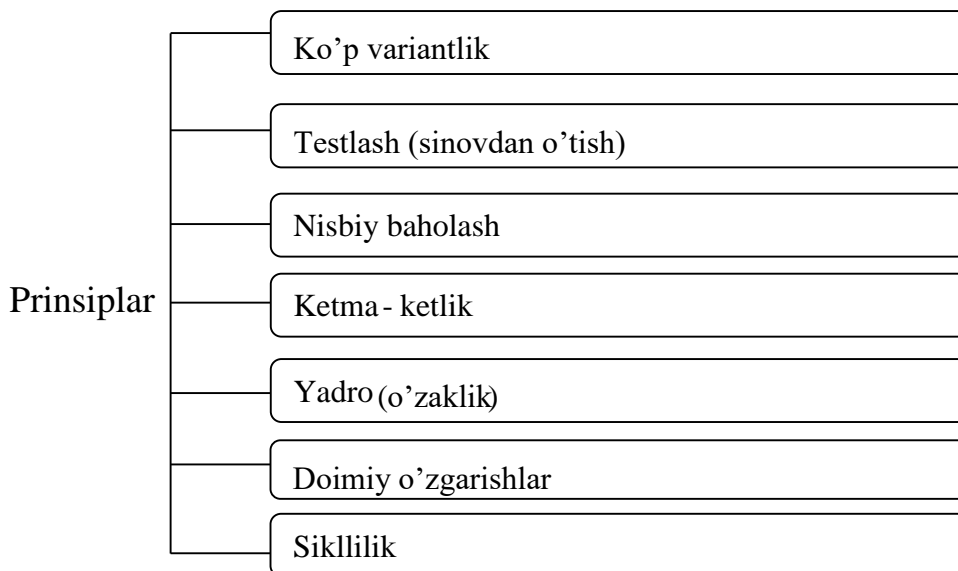 Ko’p variantlik
Testlash (sinovdan o’tish)
Nisbiy baholash
Prinsiplar
Ketma - ketlik
Yadro (o’zaklik)
Doimiy o’zgarishlar
Sikllilik